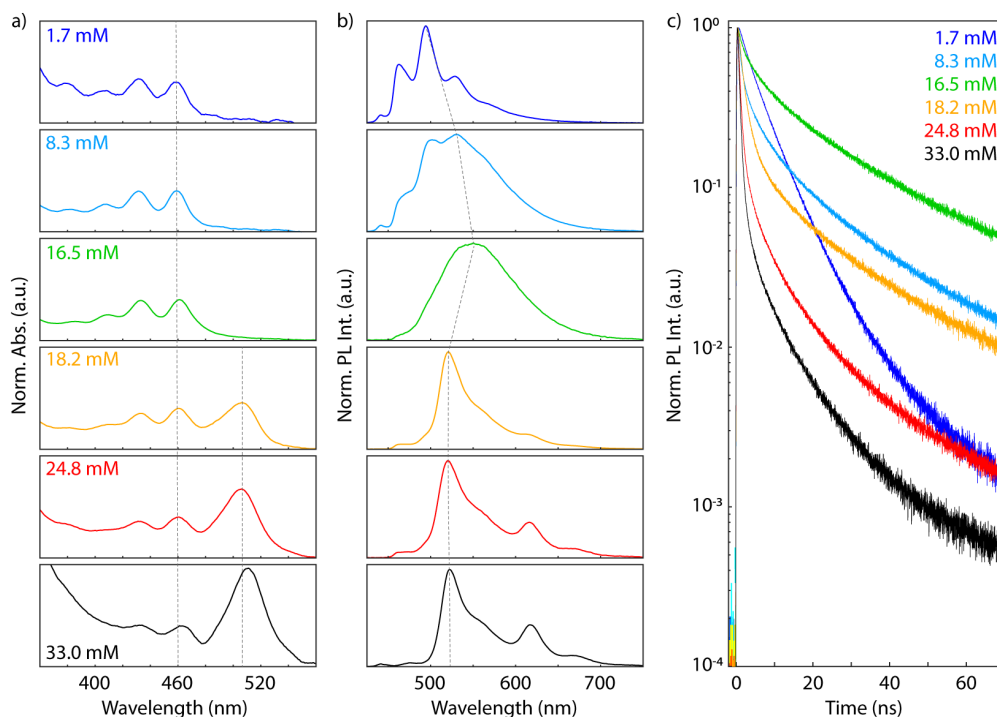 a)
1.7 mM
8.3 mM
16.5 mM
18.2 mM
24.8 mM
33.0 mM
Norm. Abs. (a.u.)
400 460 520
Wavelength (nm)
b)
Norm. PL Int. (a.u.)
500 600 700
Wavelength (nm)
c)
1.7 mM
8.3 mM
16.5 mM
18.2 mM
24.8 mM
33.0 mM
Norm. PL Int. (a.u.)
10⁰
10⁻¹
10⁻²
10⁻³
10⁻⁴
0 20 40 60
Time (ns)